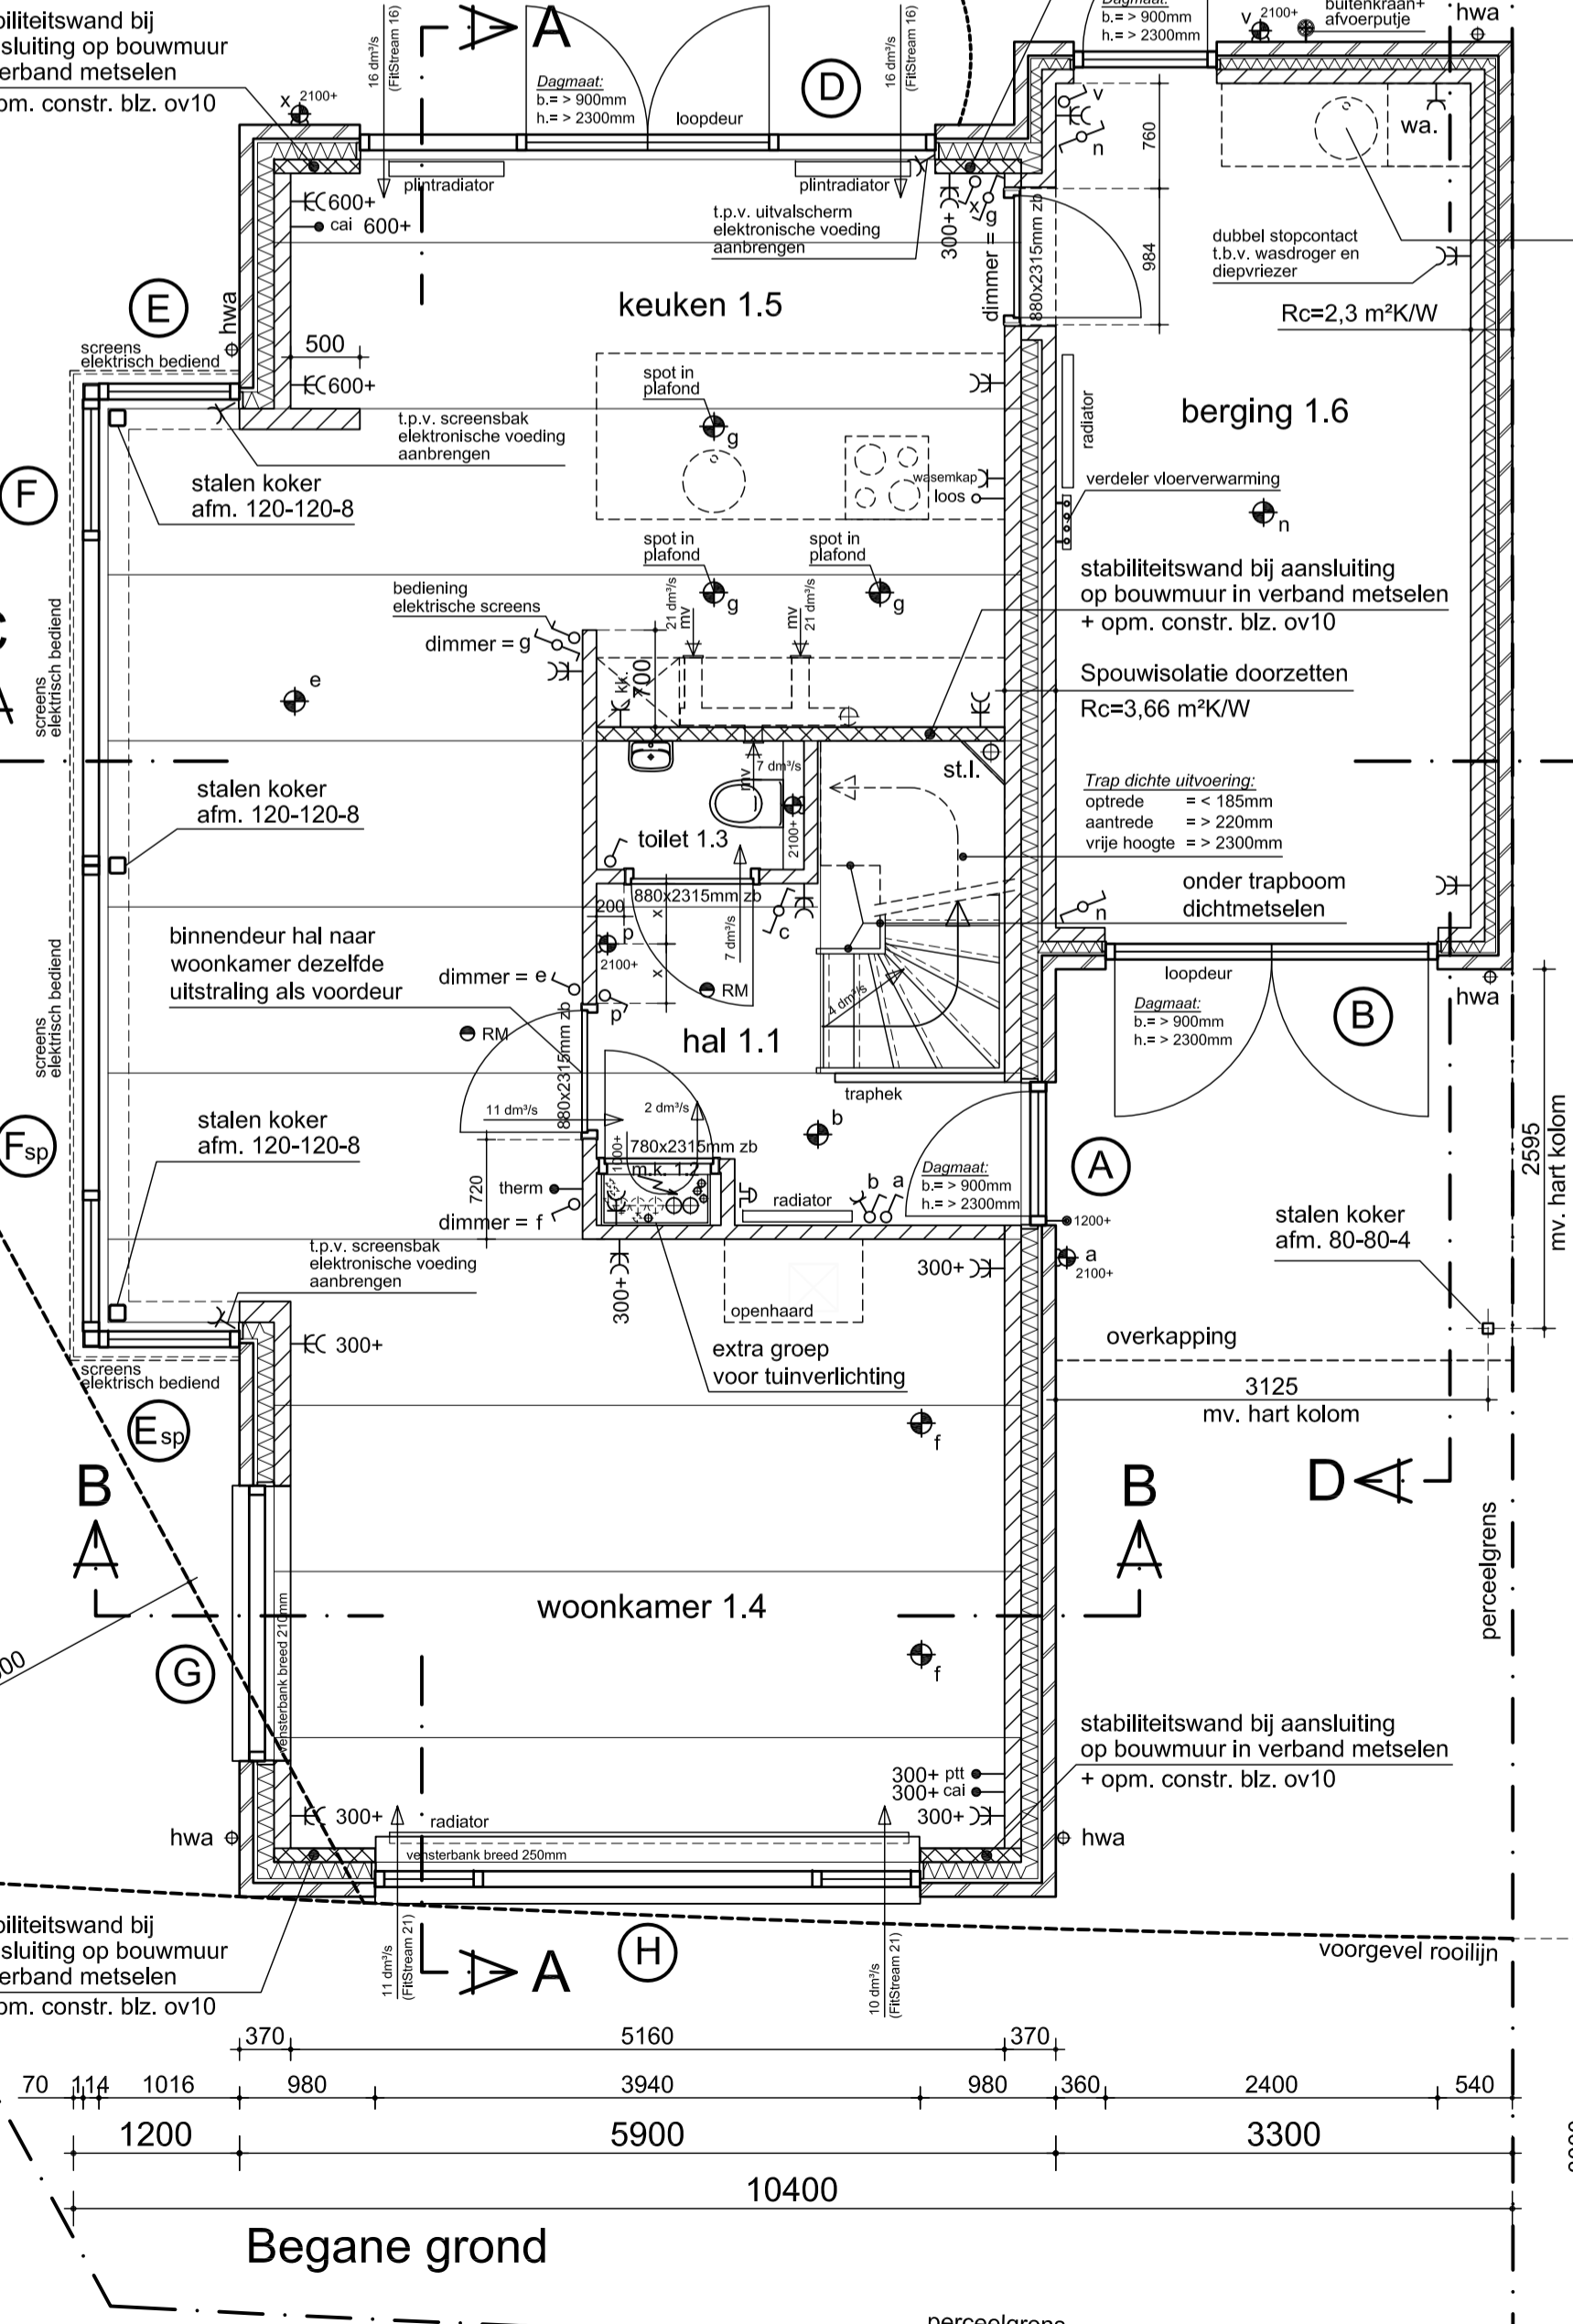 biliteitswand bij
sluiting op bouwmuur
erband metselen
om. constr. blz. ov10
x 2100+
16 dm³/s
(FitStream 16)
A
Dagmaat:
b.= > 900mm
h.= > 2300mm
loopdeur
D
16 dm³/s
(FitStream 16)
Dagmaat:
b.= > 900mm
h.= > 2300mm
v 2100+
buitenkraan+
afvoerputje
hwa
plintradiator
plintradiator
600+
cai 600+
t.p.v. uitvalscherm
elektronische voeding
aanbrengen
300+
x
g
dimmer = g
880x2315mm zb
v
n
760
984
wa.
dubbel stopcontact
t.b.v. wasdroger en
diepvriezer
Rc=2,3 m²K/W
E
hwa
screens
elektrisch bediend
500
600+
keuken 1.5
spot in
plafond
g
t.p.v. screensbak
elektronische voeding
aanbrengen
wasemkap
loos
radiator
berging 1.6
verdeler vloerverwarming
n
F
stalen koker
afm. 120-120-8
spot in
plafond
g
spot in
plafond
g
bediening
elektrische screens
dimmer = g
21 dm³/s
mv
mv
21 dm³/s
stabiliteitswand bij aansluiting
op bouwmuur in verband metselen
+ opm. constr. blz. ov10
C
screens
elektrisch bediend
e
kk.
700
Spouwisolatie doorzetten
Rc=3,66 m²K/W
stalen koker
afm. 120-120-8
mv
7 dm³/s
toilet 1.3
2100+
st.l.
Trap dichte uitvoering:
optrede = < 185mm
aantrede = > 220mm
vrije hoogte = > 2300mm
onder trapboom
dichtmetselen
n
880x2315mm zb
200
x
x
p
2100+
p
7 dm³/s
c
RM
binnendeur hal naar
woonkamer dezelfde
uitstraling als voordeur
dimmer = e
RM
880x2315mm zb
hal 1.1
4 dm³/s
loopdeur
Dagmaat:
b.= > 900mm
h.= > 2300mm
B
hwa
screens
elektrisch bediend
Fsp
stalen koker
afm. 120-120-8
11 dm³/s
2 dm³/s
1000+
780x2315mm zb
m.k. 1.2
traphek
b
720
therm
dimmer = f
radiator
b a
Dagmaat:
b.= > 900mm
h.= > 2300mm
A
1200+
a
2100+
stalen koker
afm. 80-80-4
2595
mv. hart kolom
t.p.v. screensbak
elektronische voeding
aanbrengen
300+
300+
openhaard
300+
extra groep
voor tuinverlichting
overkapping
3125
mv. hart kolom
screens
elektrisch bediend
Esp
f
B
B
D
perceelgrens
woonkamer 1.4
G
vensterbank breed 210mm
f
stabiliteitswand bij aansluiting
op bouwmuur in verband metselen
+ opm. constr. blz. ov10
300+ ptt
300+ cai
300+
300+
radiator
hwa
vensterbank breed 250mm
hwa
11 dm³/s
(FitStream 21)
A
H
10 dm³/s
(FitStream 21)
voorgevel rooilijn
biliteitswand bij
sluiting op bouwmuur
erband metselen
om. constr. blz. ov10
370 5160 370
70 114 1016 980 3940 980 360 2400 540
1200 5900 3300
10400
Begane grond